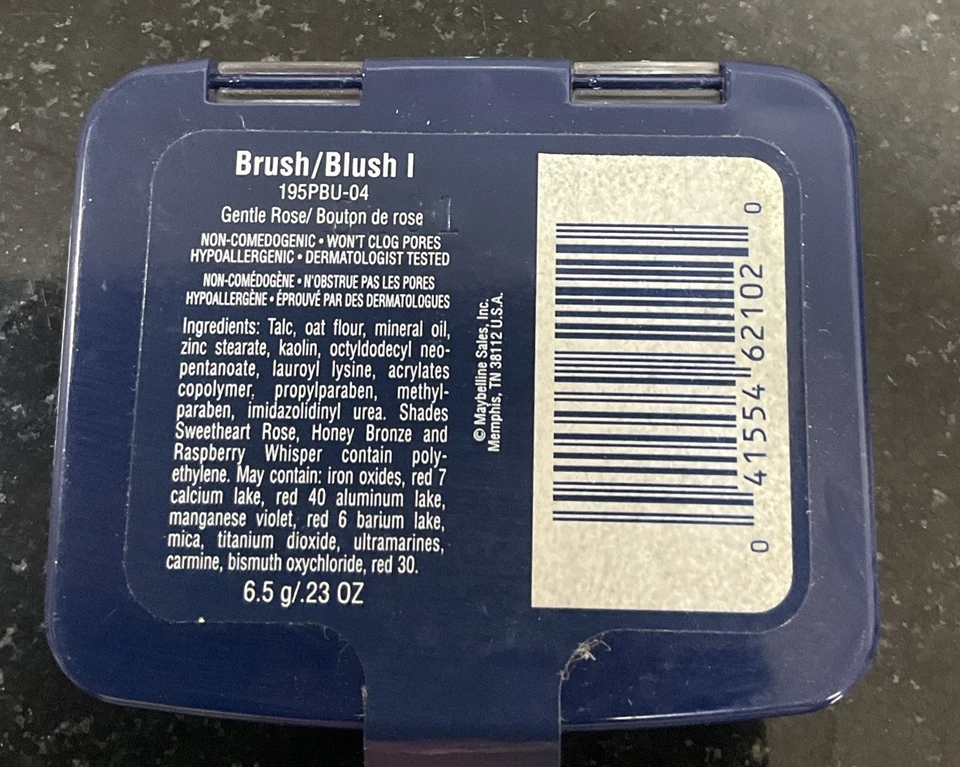 Brush/Blush I
195PBU-04
Gentle Rose/ Boutpn de rose
NON-COMEDOGENIC • WON'T CLOG PORES
HYPOALLERGENIC • DERMATOLOGIST TESTED
NON-COMÉDOGÈNE • N'OBSTRUE PAS LES PORES
HYPOALLERGÈNE • ÉPROUVÉ PAR DES DERMATOLOGUES
Ingredients: Talc, oat flour, mineral oil,
zinc stearate, kaolin, octyldodecyl neo-
pentanoate, lauroyl lysine, acrylates
copolymer, propylparaben, methyl-
paraben, imidazolidinyl urea. Shades
Sweetheart Rose, Honey Bronze and
Raspberry Whisper contain poly-
ethylene. May contain: iron oxides, red 7
calcium lake, red 40 aluminum lake,
manganese violet, red 6 barium lake,
mica, titanium dioxide, ultramarines,
carmine, bismuth oxychloride, red 30.
6.5 g/.23 OZ
© Maybelline Sales, Inc.
Memphis, TN 38112 U.S.A.
0 41554 62102 0